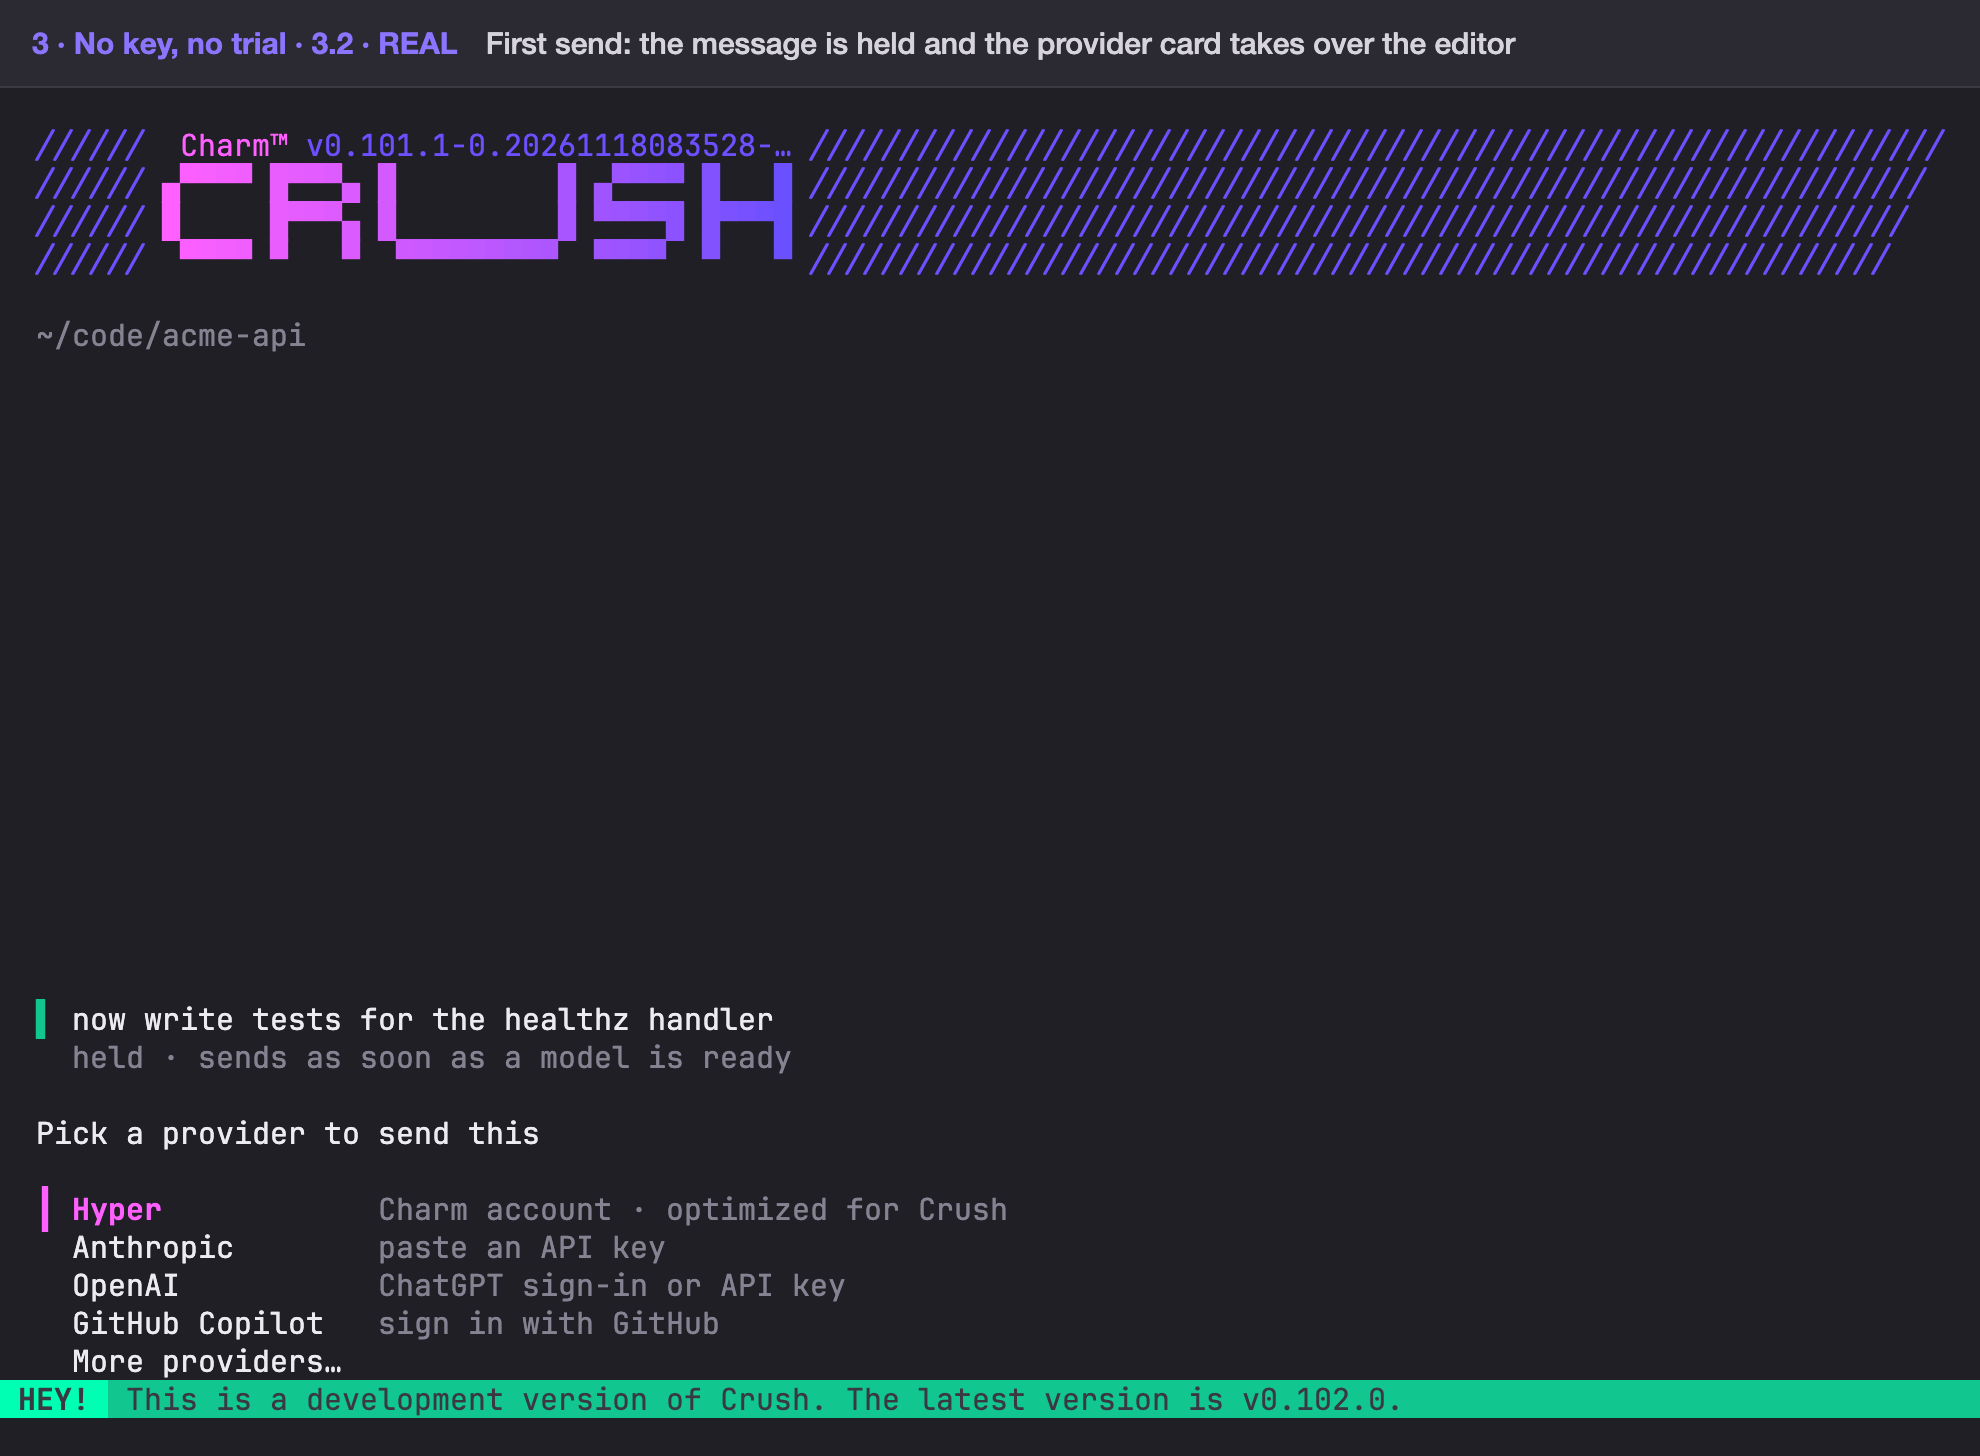 3 · No key, no trial · 3.2 · REAL First send: the message is held and the provider card takes over the editor
////// Charm™ v0.101.1-0.20261118083528-… ///////////////////////////////////////////////////////////////
CRUSH
~/code/acme-api
now write tests for the healthz handler
held · sends as soon as a model is ready
Pick a provider to send this
Hyper Charm account · optimized for Crush
Anthropic paste an API key
OpenAI ChatGPT sign-in or API key
GitHub Copilot sign in with GitHub
More providers…
HEY! This is a development version of Crush. The latest version is v0.102.0.